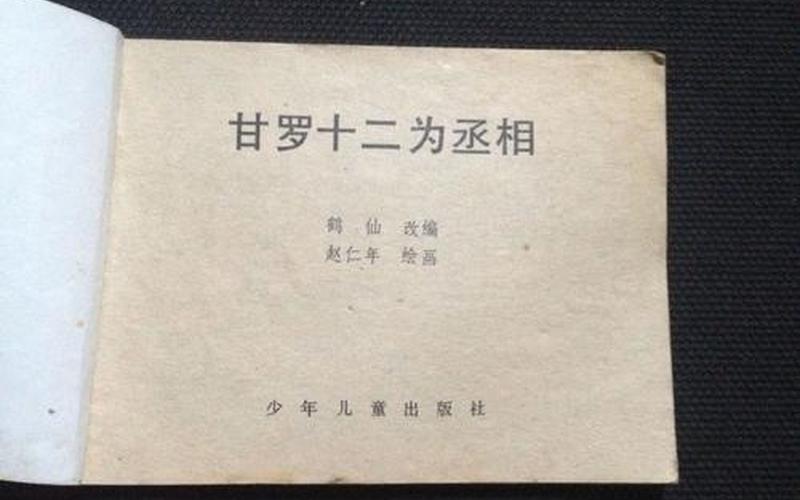 甘罗十二为丞相
鹤 仙 改编
赵仁年 绘画
少年儿童出版社